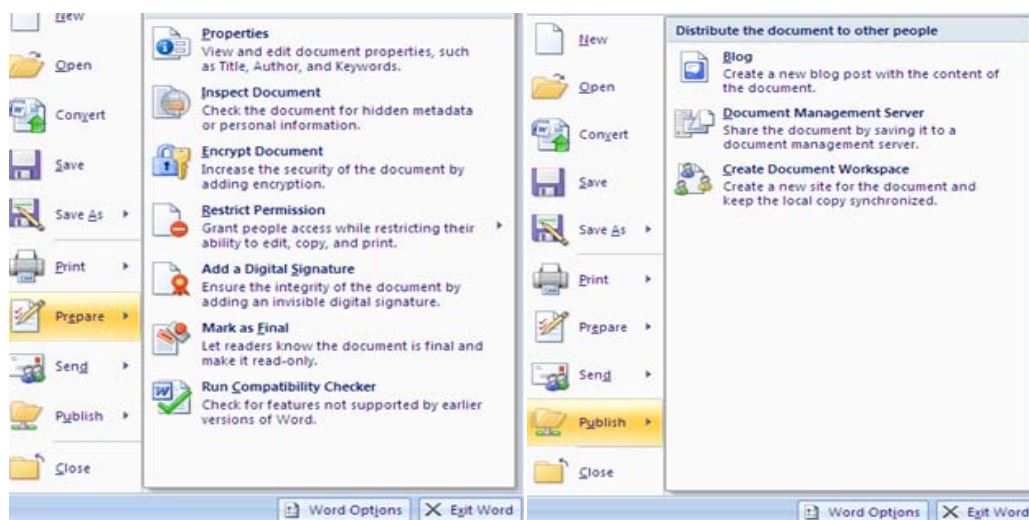 New
Open
Convert
Save
Save As
Print
Prepare
Send
Publish
Close
Properties
View and edit document properties, such
as Title, Author, and Keywords.
Inspect Document
Check the document for hidden metadata
or personal information.
Encrypt Document
Increase the security of the document by
adding encryption.
Restrict Permission
Grant people access while restricting their
ability to edit, copy, and print.
Add a Digital Signature
Ensure the integrity of the document by
adding an invisible digital signature.
Mark as Final
Let readers know the document is final and
make it read-only.
Run Compatibility Checker
Check for features not supported by earlier
versions of Word.
Word Options
Exit Word
New
Open
Convert
Save
Save As
Print
Prepare
Send
Publish
Close
Distribute the document to other people
Blog
Create a new blog post with the content of
the document.
Document Management Server
Share the document by saving it to a
document management server.
Create Document Workspace
Create a new site for the document and
keep the local copy synchronized.
Word Options
Exit Word